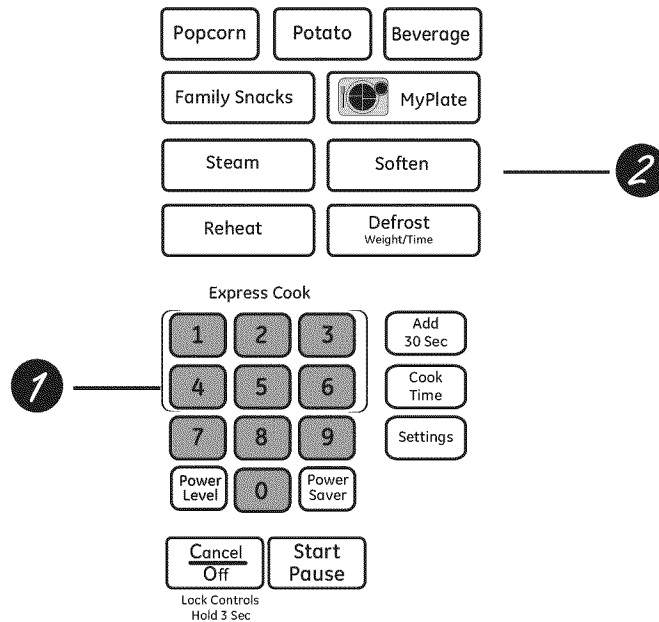 Popcorn
Potato
Beverage
Family Snacks
MyPlate
Steam
Soften
2
Reheat
Defrost
Weight/Time
Express Cook
1
2
3
Add
30 Sec
1
4
5
6
Cook
Time
7
8
9
Settings
Power
Level
0
Power
Saver
Cancel
Off
Start
Pause
Lock Controls
Hold 3 Sec